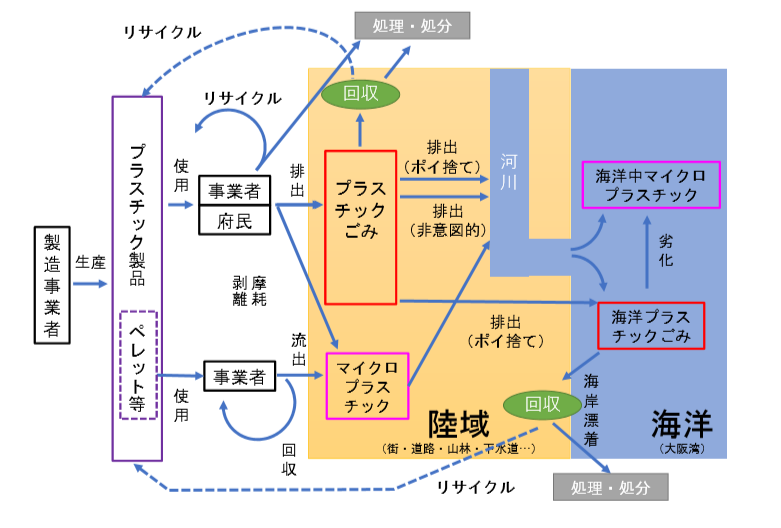 リサイクル
処理・処分
回収
リサイクル
プラスチック製品
使用
事業者
府民
排出
プラス
チック
ごみ
排出
(ポイ捨て)
排出
(非意図的)
河川
海洋中マイクロ
プラスチック
製造事業者
生産
剥離
摩耗
劣化
海洋プラス
チックごみ
排出
(ポイ捨て)
ペレット等
使用
事業者
流出
回収
マイクロ
プラス
チック
回収
海岸漂着
陸域
(街・道路・山林・下水道…)
海洋
(大阪湾)
リサイクル
処理・処分